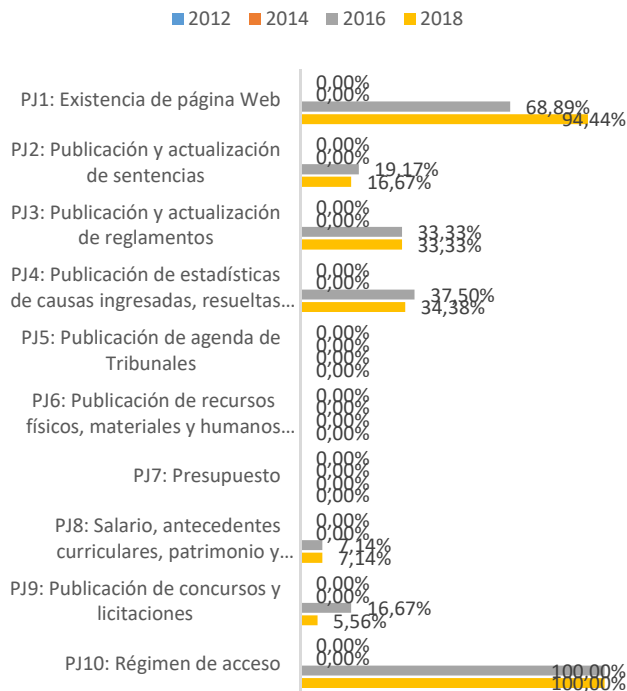 2012 2014 2016 2018
0,00%
0,00%
PJ1: Existencia de página Web
68,89%
94,44%
0,00%
PJ2: Publicación y actualización
0,00%
de sentencias
19,17%
16,67%
0,00%
PJ3: Publicación y actualización
0,00%
de reglamentos
33,33%
33,33%
0,00%
PJ4: Publicación de estadísticas
0,00%
de causas ingresadas, resueltas...
37,50%
34,38%
0,00%
PJ5: Publicación de agenda de
0,00%
Tribunales
0,00%
0,00%
0,00%
PJ6: Publicación de recursos
0,00%
físicos, materiales y humanos...
0,00%
0,00%
0,00%
0,00%
PJ7: Presupuesto
0,00%
0,00%
0,00%
PJ8: Salario, antecedentes
0,00%
curriculares, patrimonio y...
7,14%
7,14%
0,00%
PJ9: Publicación de concursos y
0,00%
licitaciones
16,67%
5,56%
0,00%
0,00%
PJ10: Régimen de acceso
100,00%
100,00%